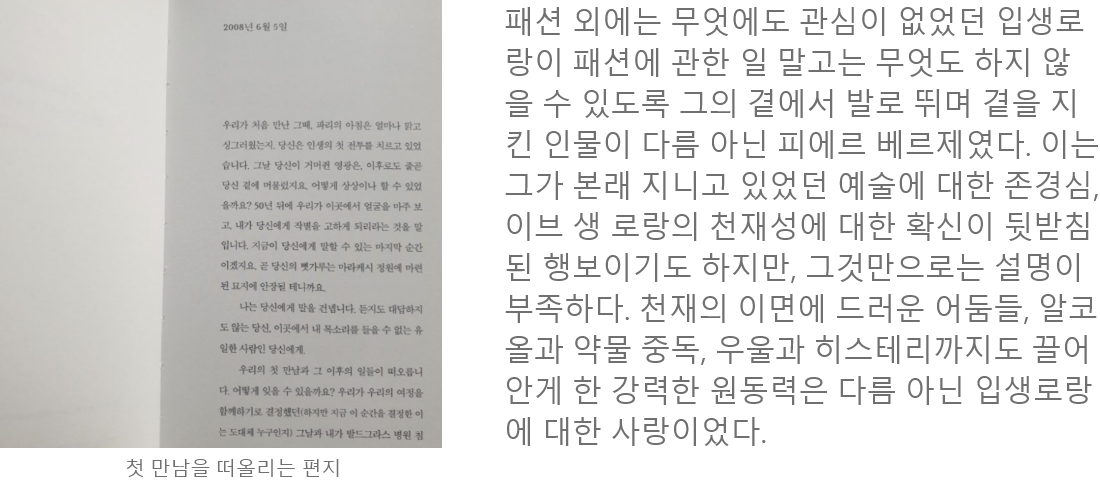 2008년 6월 5일
우리가 처음 만난 그때, 파리의 아침은 얼마나 맑고
싱그러웠는지. 당신은 인생의 첫 전투를 치르고 있었
습니다. 그날 당신이 거머쥔 영광은, 이후로도 줄곧
당신 곁에 머물렀지요. 어떻게 상상이나 할 수 있었
을까요? 50년 뒤에 우리가 이곳에서 얼굴을 마주 보
고, 내가 당신에게 작별을 고하게 되리라는 것을 말
입니다. 지금이 당신에게 말할 수 있는 마지막 순간
이겠지요. 곧 당신의 뼛가루는 마라케시 정원에 마련
된 묘지에 안장될 테니까요.
나는 당신에게 말을 건넵니다. 듣지도 대답하지
도 않는 당신, 이곳에서 내 목소리를 들을 수 없는 유
일한 사람인 당신에게.
우리의 첫 만남과 그 이후의 일들이 떠오릅니
다. 어떻게 잊을 수 있을까요? 우리가 우리의 여정을
함께하기로 결정했던(하지만 지금 이 순간을 결정한 이
는 도대체 누구인지) 그날과 내가 발드그라스 병원 침
첫 만남을 떠올리는 편지
패션 외에는 무엇에도 관심이 없었던 입생로
랑이 패션에 관한 일 말고는 무엇도 하지 않
을 수 있도록 그의 곁에서 발로 뛰며 곁을 지
킨 인물이 다름 아닌 피에르 베르제였다. 이는
그가 본래 지니고 있었던 예술에 대한 존경심,
이브 생 로랑의 천재성에 대한 확신이 뒷받침
된 행보이기도 하지만, 그것만으로는 설명이
부족하다. 천재의 이면에 드러운 어둠들, 알코
올과 약물 중독, 우울과 히스테리까지도 끌어
안게 한 강력한 원동력은 다름 아닌 입생로랑
에 대한 사랑이었다.